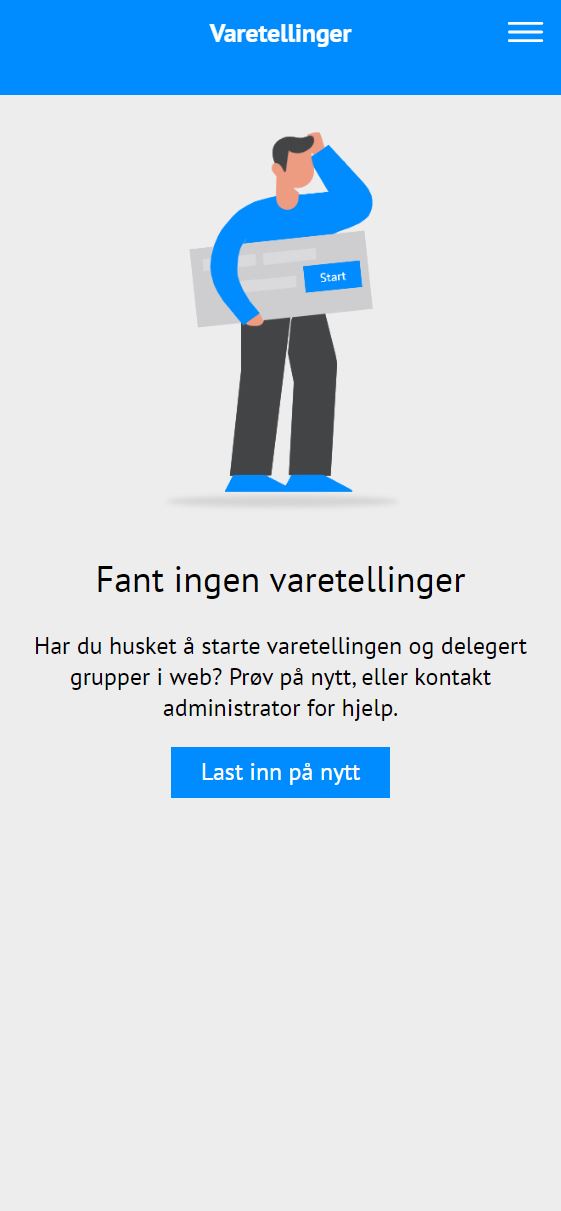 Varetellinger
Start
Fant ingen varetellinger
Har du husket å starte varetellingen og delegert
grupper i web? Prøv på nytt, eller kontakt
administrator for hjelp.
Last inn på nytt